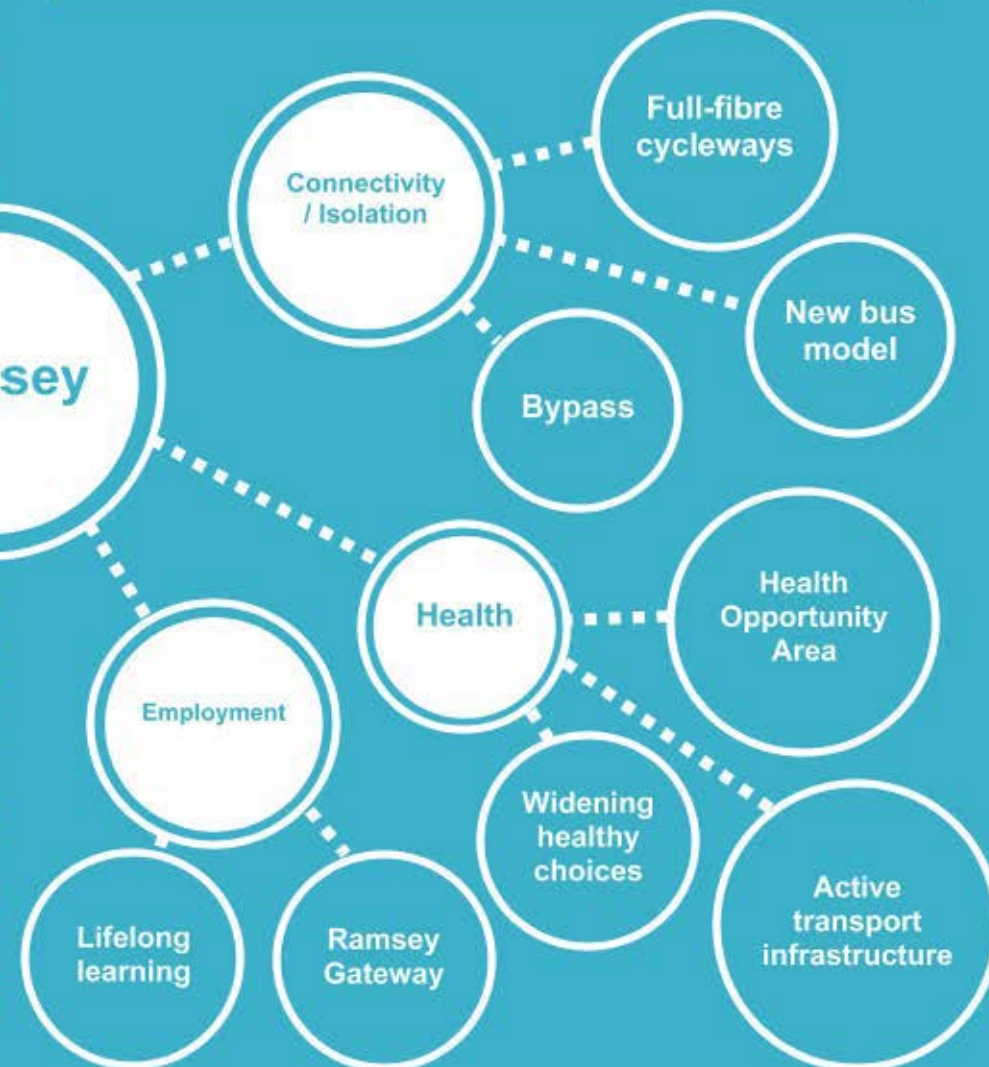 Full-fibre
cycleways
Connectivity
/ Isolation
New bus
model
sey
Bypass
Health
Opportunity
Area
Health
Employment
Widening
healthy
choices
Active
transport
infrastructure
Lifelong
learning
Ramsey
Gateway